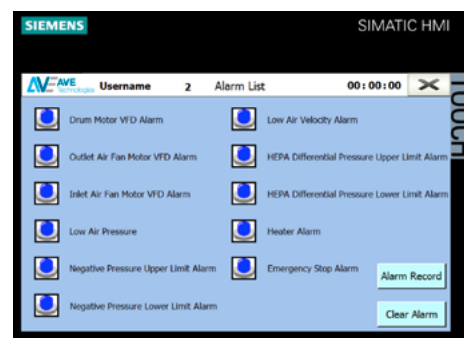 SIEMENS
SIMATIC HMI
AVE Technologies
Username 2 Alarm List 00:00:00
TOUCH
Drum Motor VFD Alarm
Outlet Air Fan Motor VFD Alarm
Inlet Air Fan Motor VFD Alarm
Low Air Pressure
Negative Pressure Upper Limit Alarm
Negative Pressure Lower Limit Alarm
Low Air Velocity Alarm
HEPA Differential Pressure Upper Limit Alarm
HEPA Differential Pressure Lower Limit Alarm
Heater Alarm
Emergency Stop Alarm
Alarm Record
Clear Alarm